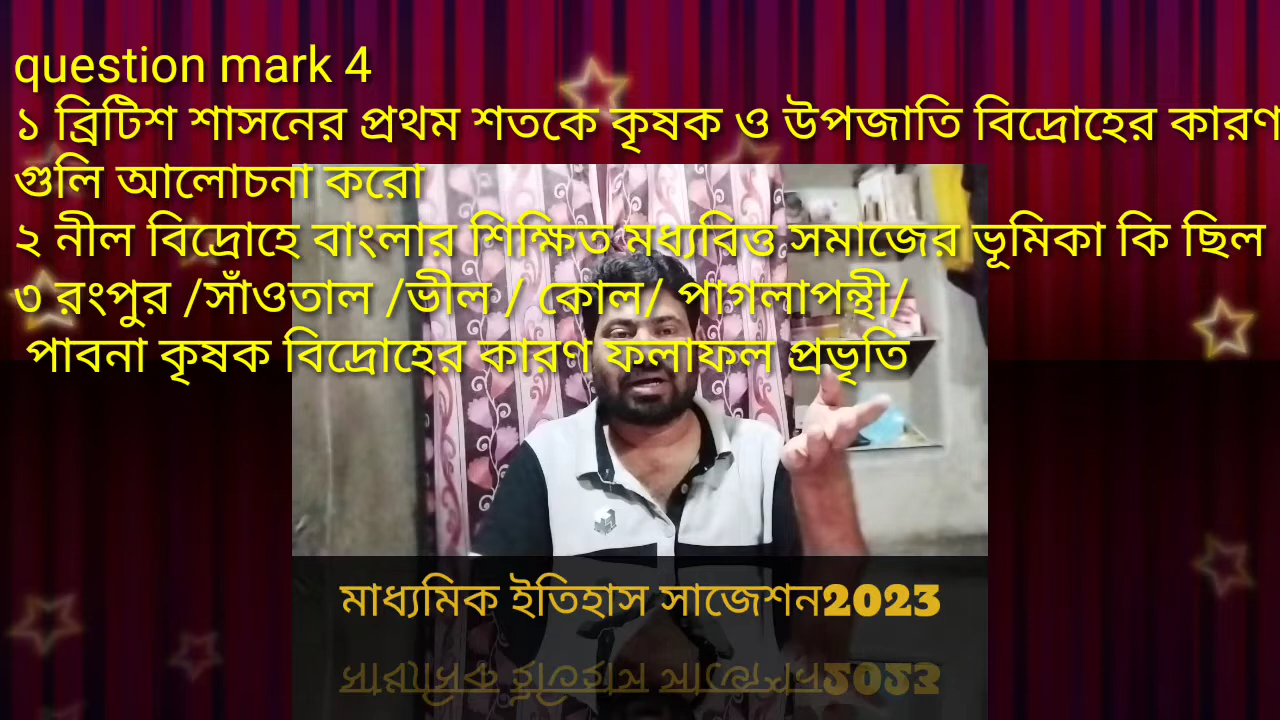 question mark 4
১ ব্রিটিশ শাসনের প্রথম শতকে কৃষক ও উপজাতি বিদ্রোহের কারণ
গুলি আলোচনা করো
২ নীল বিদ্রোহে বাংলার শিক্ষিত মধ্যবিত্ত সমাজের ভূমিকা কি ছিল
৩ রংপুর /সাঁওতাল /ভীল / কোল/ পাগলাপন্থী/
পাবনা কৃষক বিদ্রোহের কারণ ফলাফল প্রভৃতি
মাধ্যমিক ইতিহাস সাজেশন2023